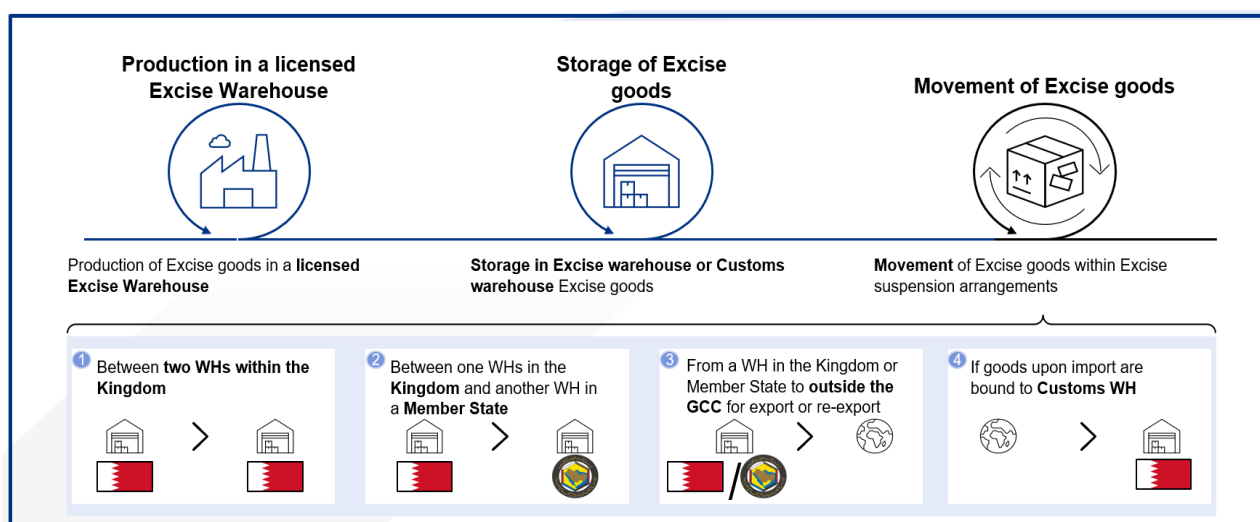 Production in a licensed
Excise Warehouse
Storage of Excise
goods
Movement of Excise goods
Production of Excise goods in a licensed
Excise Warehouse
Storage in Excise warehouse or Customs
warehouse Excise goods
Movement of Excise goods within Excise
suspension arrangements
1
Between two WHs within the
Kingdom
2
Between one WHs in the
Kingdom and another WH in
a Member State
3
From a WH in the Kingdom or
Member State to outside the
GCC for export or re-export
4
If goods upon import are
bound to Customs WH
/